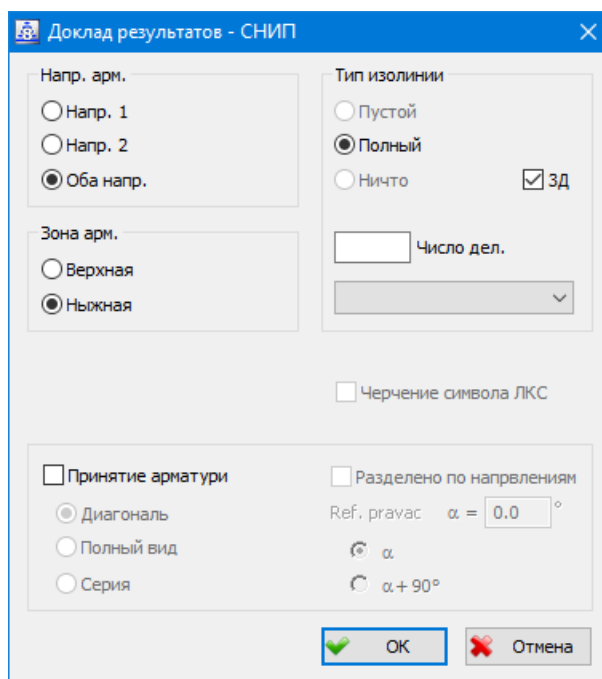 Доклад результатов - СНИП
Напр. арм.
Напр. 1
Напр. 2
Оба напр.
Тип изолинии
Пустой
Полный
Ничто
3Д
Число дел.
Зона арм.
Верхная
Ныжная
Черчение символа ЛКС
Принятие арматури
Диагональ
Полный вид
Серия
Разделено по напрвлениям
Ref. pravac α = 0.0 °
α
α + 90°
OK
Отмена